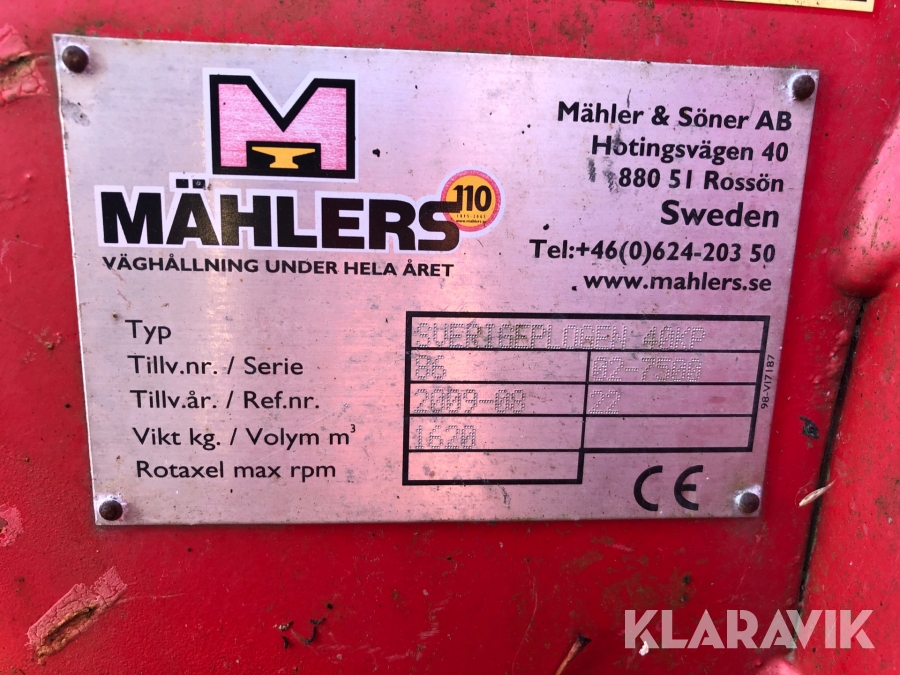 M
MÄHLERS
110
VÄGHÅLLNING UNDER HELA ÅRET
Mähler & Söner AB
Hotingsvägen 40
880 51 Rossön
Sweden
Tel:+46(0)624-203 50
www.mahlers.se
Typ SVERIGEPLOGEN 40KP
Tillv.nr. / Serie 36 02-7500
Tillv.år. / Ref.nr. 2009-08 22
Vikt kg. / Volym m³ 1620
Rotaxel max rpm
98-V17187
CE
KLARAVIK